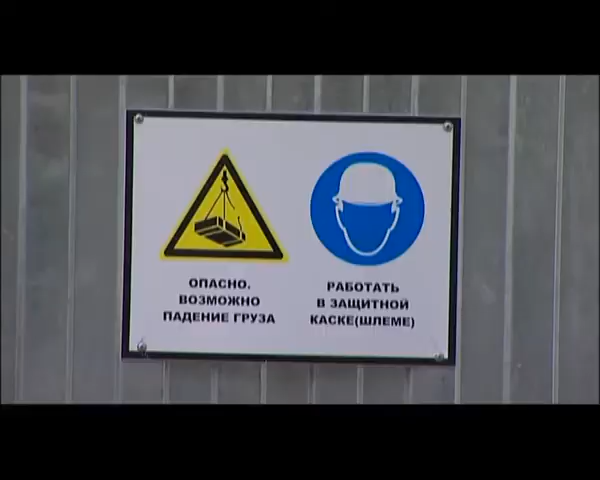 ОПАСНО.
ВОЗМОЖНО
ПАДЕНИЕ ГРУЗА
РАБОТАТЬ
В ЗАЩИТНОЙ
КАСКЕ(ШЛЕМЕ)